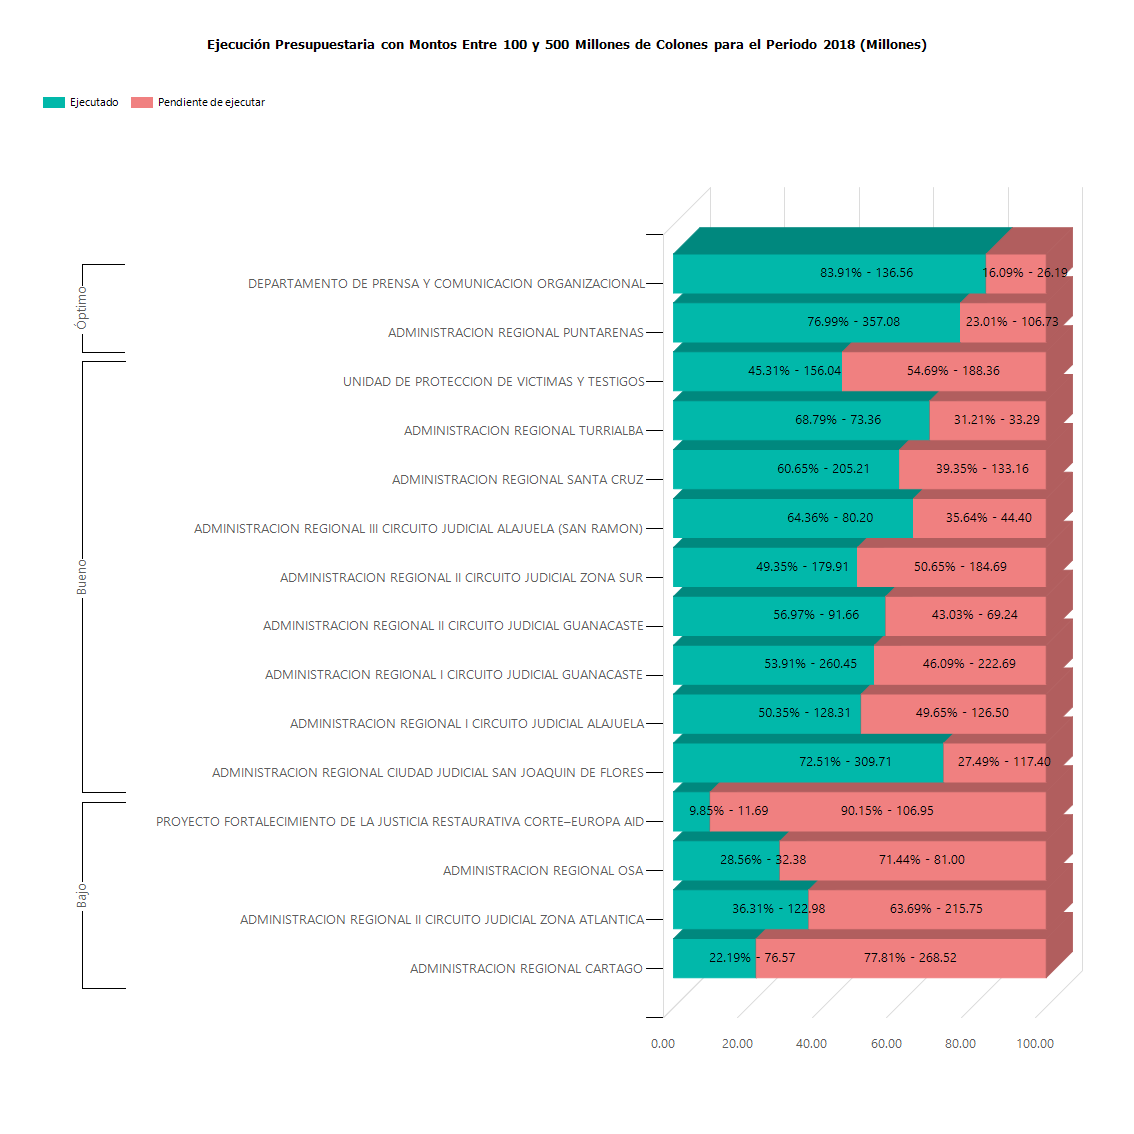 Ejecución Presupuestaria con Montos Entre 100 y 500 Millones de Colones para el Periodo 2018 (Millones)
Ejecutado
Pendiente de ejecutar
Óptimo
DEPARTAMENTO DE PRENSA Y COMUNICACION ORGANIZACIONAL 83.91% - 136.56 16.09% - 26.19
ADMINISTRACION REGIONAL PUNTARENAS 76.99% - 357.08 23.01% - 106.73
Bueno
UNIDAD DE PROTECCION DE VICTIMAS Y TESTIGOS 45.31% - 156.04 54.69% - 188.36
ADMINISTRACION REGIONAL TURRIALBA 68.79% - 73.36 31.21% - 33.29
ADMINISTRACION REGIONAL SANTA CRUZ 60.65% - 205.21 39.35% - 133.16
ADMINISTRACION REGIONAL III CIRCUITO JUDICIAL ALAJUELA (SAN RAMON) 64.36% - 80.20 35.64% - 44.40
ADMINISTRACION REGIONAL II CIRCUITO JUDICIAL ZONA SUR 49.35% - 179.91 50.65% - 184.69
ADMINISTRACION REGIONAL II CIRCUITO JUDICIAL GUANACASTE 56.97% - 91.66 43.03% - 69.24
ADMINISTRACION REGIONAL I CIRCUITO JUDICIAL GUANACASTE 53.91% - 260.45 46.09% - 222.69
ADMINISTRACION REGIONAL I CIRCUITO JUDICIAL ALAJUELA 50.35% - 128.31 49.65% - 126.50
ADMINISTRACION REGIONAL CIUDAD JUDICIAL SAN JOAQUIN DE FLORES 72.51% - 309.71 27.49% - 117.40
Bajo
PROYECTO FORTALECIMIENTO DE LA JUSTICIA RESTAURATIVA CORTE–EUROPA AID 9.85% - 11.69 90.15% - 106.95
ADMINISTRACION REGIONAL OSA 28.56% - 32.38 71.44% - 81.00
ADMINISTRACION REGIONAL II CIRCUITO JUDICIAL ZONA ATLANTICA 36.31% - 122.98 63.69% - 215.75
ADMINISTRACION REGIONAL CARTAGO 22.19% - 76.57 77.81% - 268.52
0.00 20.00 40.00 60.00 80.00 100.00